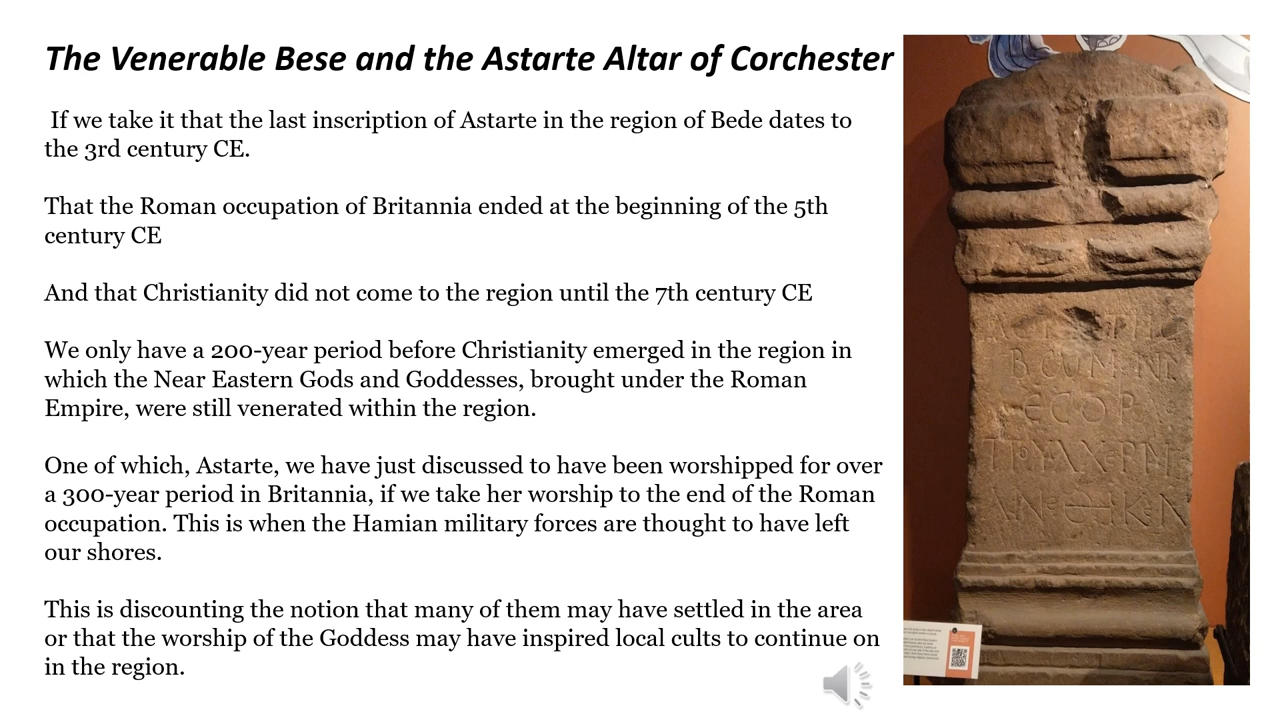 The Venerable Bese and the Astarte Altar of Corchester
If we take it that the last inscription of Astarte in the region of Bede dates to
the 3rd century CE.
That the Roman occupation of Britannia ended at the beginning of the 5th
century CE
And that Christianity did not come to the region until the 7th century CE
We only have a 200-year period before Christianity emerged in the region in
which the Near Eastern Gods and Goddesses, brought under the Roman
Empire, were still venerated within the region.
One of which, Astarte, we have just discussed to have been worshipped for over
a 300-year period in Britannia, if we take her worship to the end of the Roman
occupation. This is when the Hamian military forces are thought to have left
our shores.
This is discounting the notion that many of them may have settled in the area
or that the worship of the Goddess may have inspired local cults to continue on
in the region.